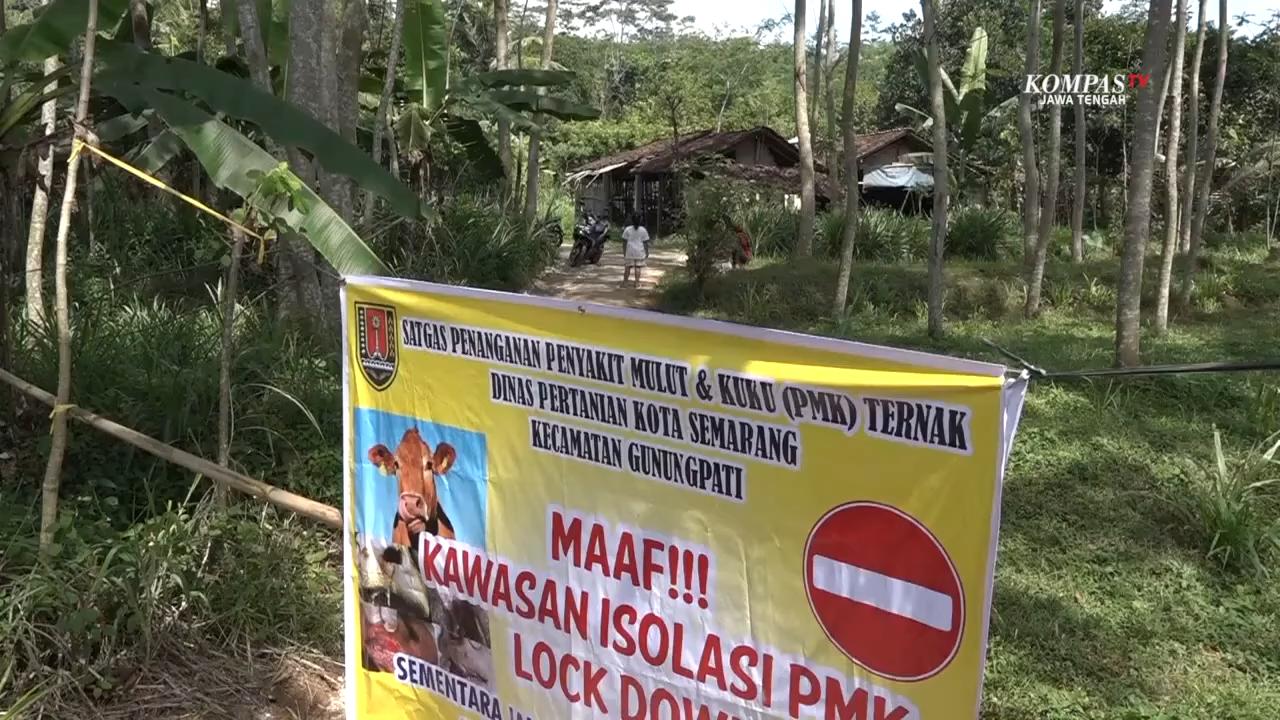 KOMPAS TV
JAWA TENGAH
SATGAS PENANGANAN PENYAKIT MULUT & KUKU (PMK) TERNAK
DINAS PERTANIAN KOTA SEMARANG
KECAMATAN GUNUNGPATI
MAAF!!!
KAWASAN ISOLASI PMK
LOCK DOWN
SEMENTARA